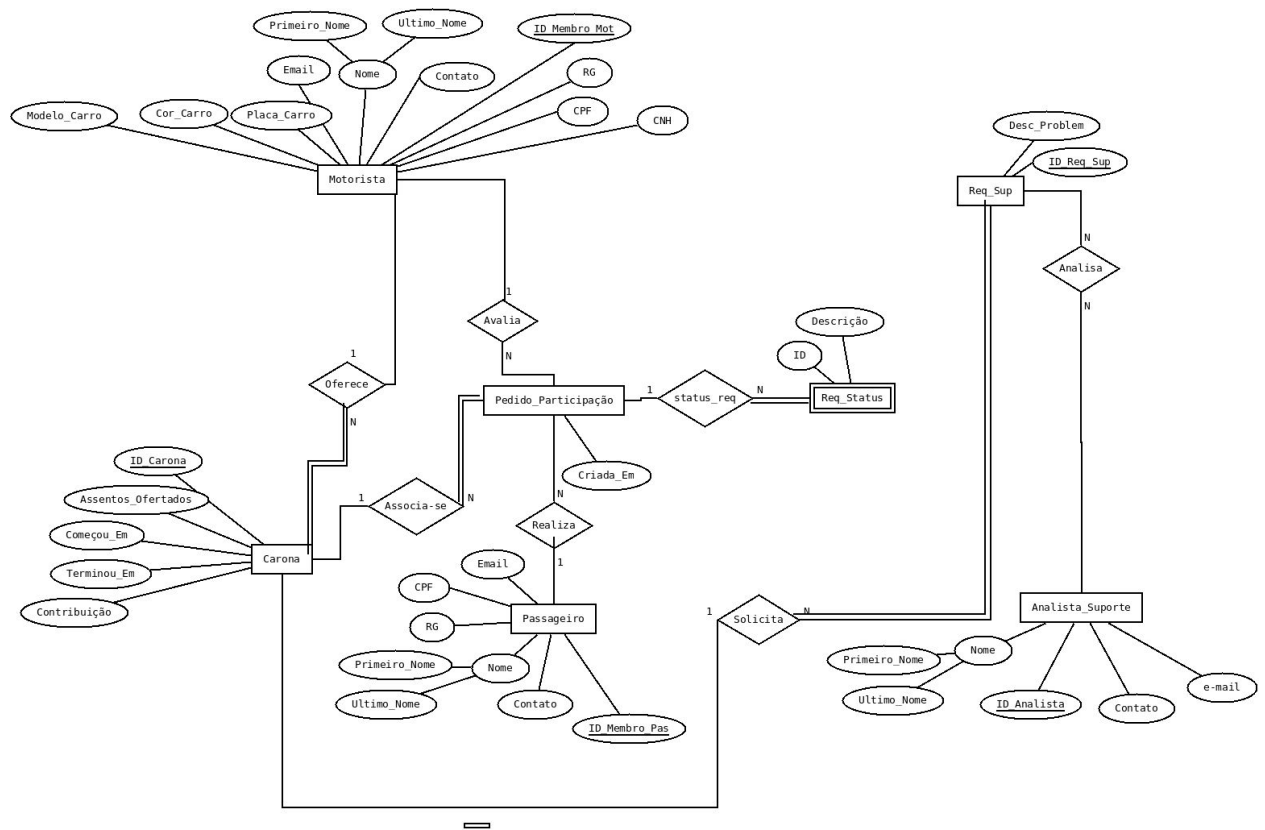 Primeiro_Nome
Ultimo_Nome
ID_Membro_Mot
Email
Nome
Contato
RG
Modelo_Carro
Cor_Carro
Placa_Carro
CPF
CNH
Motorista
Desc_Problem
ID_Req_Sup
Req_Sup
N
Analisa
N
1
Avalia
N
Descrição
ID
1
Oferece
N
Pedido_Participação
1
status_req
N
Req_Status
ID_Carona
Assentos_Ofertados
Começou_Em
Terminou_Em
Contribuição
Carona
1
Associa-se
N
Criada_Em
N
Realiza
1
Email
CPF
RG
Passageiro
Primeiro_Nome
Nome
Ultimo_Nome
Contato
ID_Membro_Pas
1
Solicita
N
Analista_Suporte
Nome
Primeiro_Nome
Ultimo_Nome
ID_Analista
Contato
e-mail